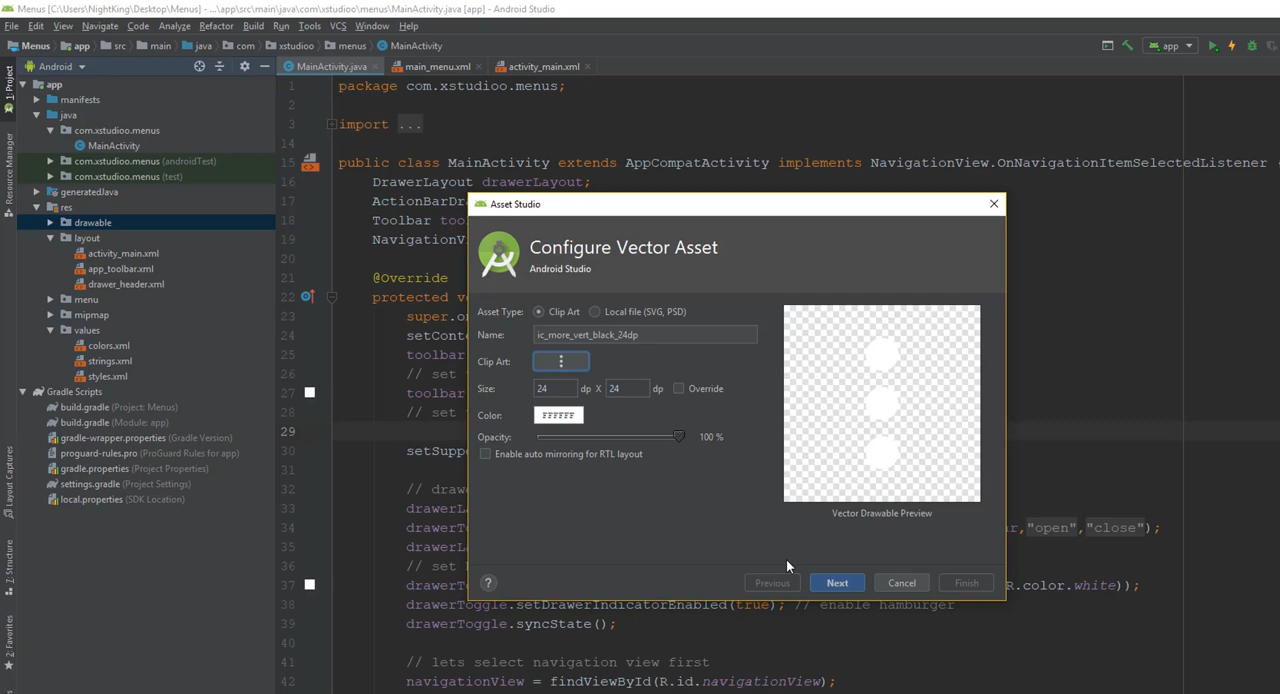 Menus [C:\Users\NightKing\Desktop\Menus] - ...\app\src\main\java\com\xstudioo\menus\MainActivity.java [app] - Android Studio
File Edit View Navigate Code Analyze Refactor Build Run Tools VCS Window Help
Menus app src main java com xstudioo menus MainActivity app
Android MainActivity.java main_menu.xml activity_main.xml
1: Project
Resource Manager
Layout Captures
7: Structure
2: Favorites
app
manifests
java
com.xstudioo.menus
MainActivity
com.xstudioo.menus (androidTest)
com.xstudioo.menus (test)
generatedJava
res
drawable
layout
activity_main.xml
app_toolbar.xml
drawer_header.xml
menu
mipmap
values
colors.xml
strings.xml
styles.xml
Gradle Scripts
build.gradle (Project: Menus)
build.gradle (Module: app)
gradle-wrapper.properties (Gradle Version)
proguard-rules.pro (ProGuard Rules for app)
gradle.properties (Project Properties)
settings.gradle (Project Settings)
local.properties (SDK Location)
1 package com.xstudioo.menus;
2
3 import ...
14
15 public class MainActivity extends AppCompatActivity implements NavigationView.OnNavigationItemSelectedListener
16 DrawerLayout drawerLayout;
17 ActionBarDr
18 Toolbar too
19 NavigationV
20
21 @Override
22 protected v
23 super.on
24 setConte
25 toolbar
26 // set
27 toolbar
28 // set
29
30 setSupp
31
32 // draw
33 drawerL
34 drawerT ar,"open","close");
35 drawerL
36 // set
37 drawerT R.color.white));
38 drawerToggle.setDrawerIndicatorEnabled(true); // enable hamburger
39 drawerToggle.syncState();
40
41 // lets select navigation view first
42 navigationView = findViewById(R.id.navigationView);
Asset Studio
Configure Vector Asset
Android Studio
Asset Type: Clip Art Local file (SVG, PSD)
Name: ic_more_vert_black_24dp
Clip Art:
Size: 24 dp X 24 dp Override
Color: FFFFFF
Opacity: 100 %
Enable auto mirroring for RTL layout
Vector Drawable Preview
? Previous Next Cancel Finish